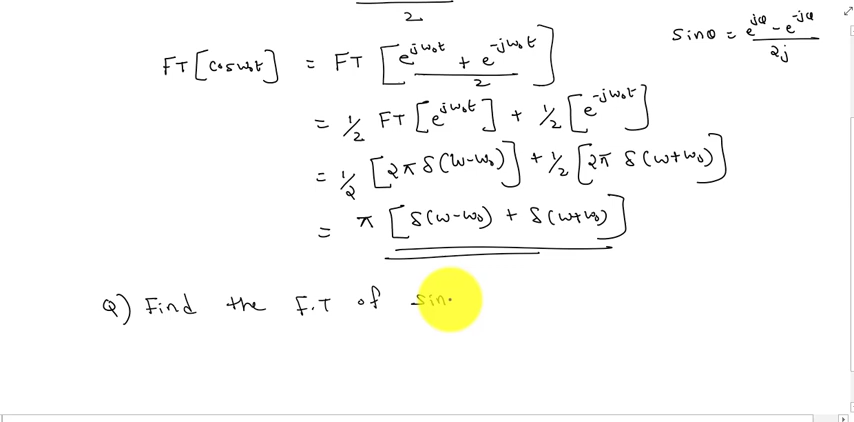 2
sinθ = (e^jθ − e^−jθ)/2j
FT [cosω₀t] = FT [(e^jω₀t + e^−jω₀t)/2]
= 1/2 FT [e^jω₀t] + 1/2 [e^−jω₀t]
= 1/2 [2π δ(ω−ω₀)] + 1/2 [2π δ(ω+ω₀)]
= π [δ(ω−ω₀) + δ(ω+ω₀)]
Q) Find the F.T of sin